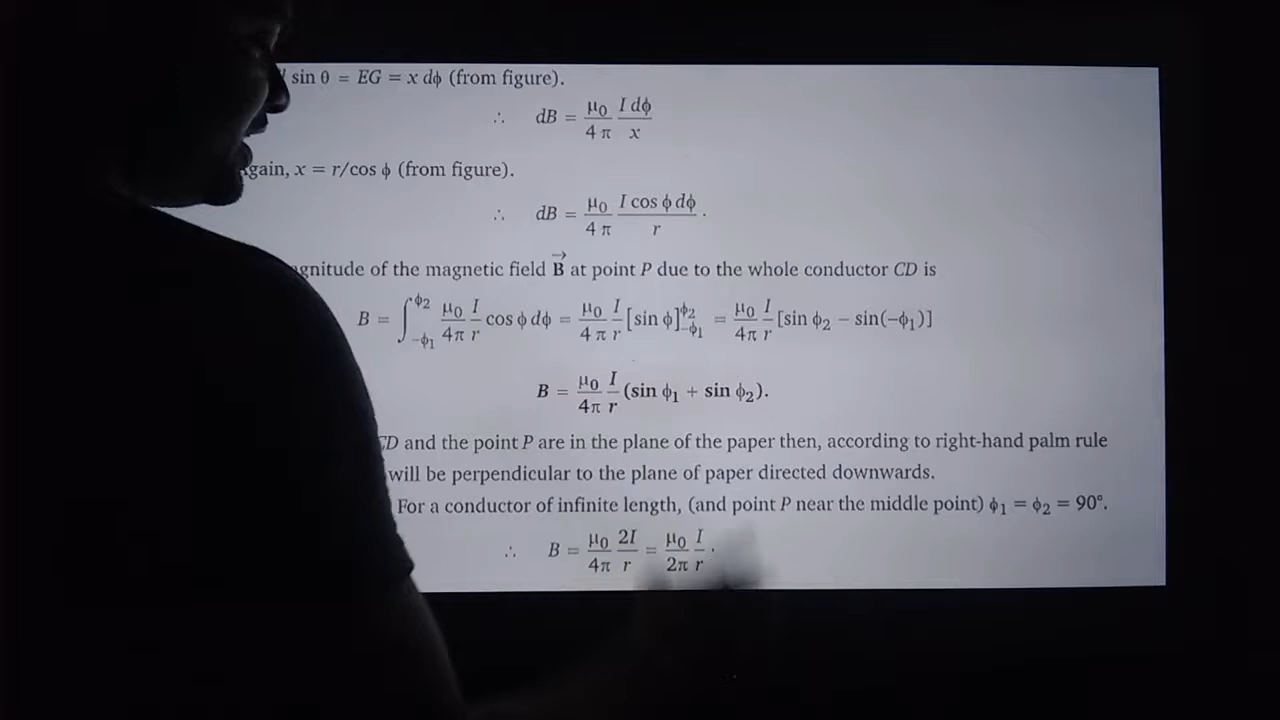 sin θ = EG = x dϕ (from figure).
∴ dB = μ0/4 π I dϕ/x
gain, x = r/cos ϕ (from figure).
∴ dB = μ0/4 π I cos ϕ dϕ/r .
gnitude of the magnetic field B⃗ at point P due to the whole conductor CD is
B = ∫_{-ϕ1}^{ϕ2} μ0/4π I/r cos ϕ dϕ = μ0/4 π I/r [sin ϕ]_{-ϕ1}^{ϕ2} = μ0/4π I/r [sin ϕ2 − sin(−ϕ1)]
B = μ0/4π I/r (sin ϕ1 + sin ϕ2).
CD and the point P are in the plane of the paper then, according to right-hand palm rule
will be perpendicular to the plane of paper directed downwards.
For a conductor of infinite length, (and point P near the middle point) ϕ1 = ϕ2 = 90°.
∴ B = μ0/4π 2I/r = μ0/2π I/r .